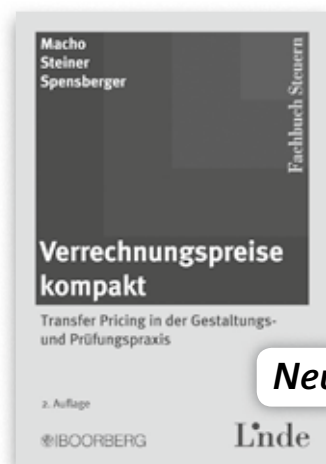 Macho
Steiner
Spensberger
Fachbuch Steuern
Verrechnungspreise
kompakt
Transfer Pricing in der Gestaltungs-
und Prüfungspraxis
Neu
2. Auflage
BOORBERG
Linde